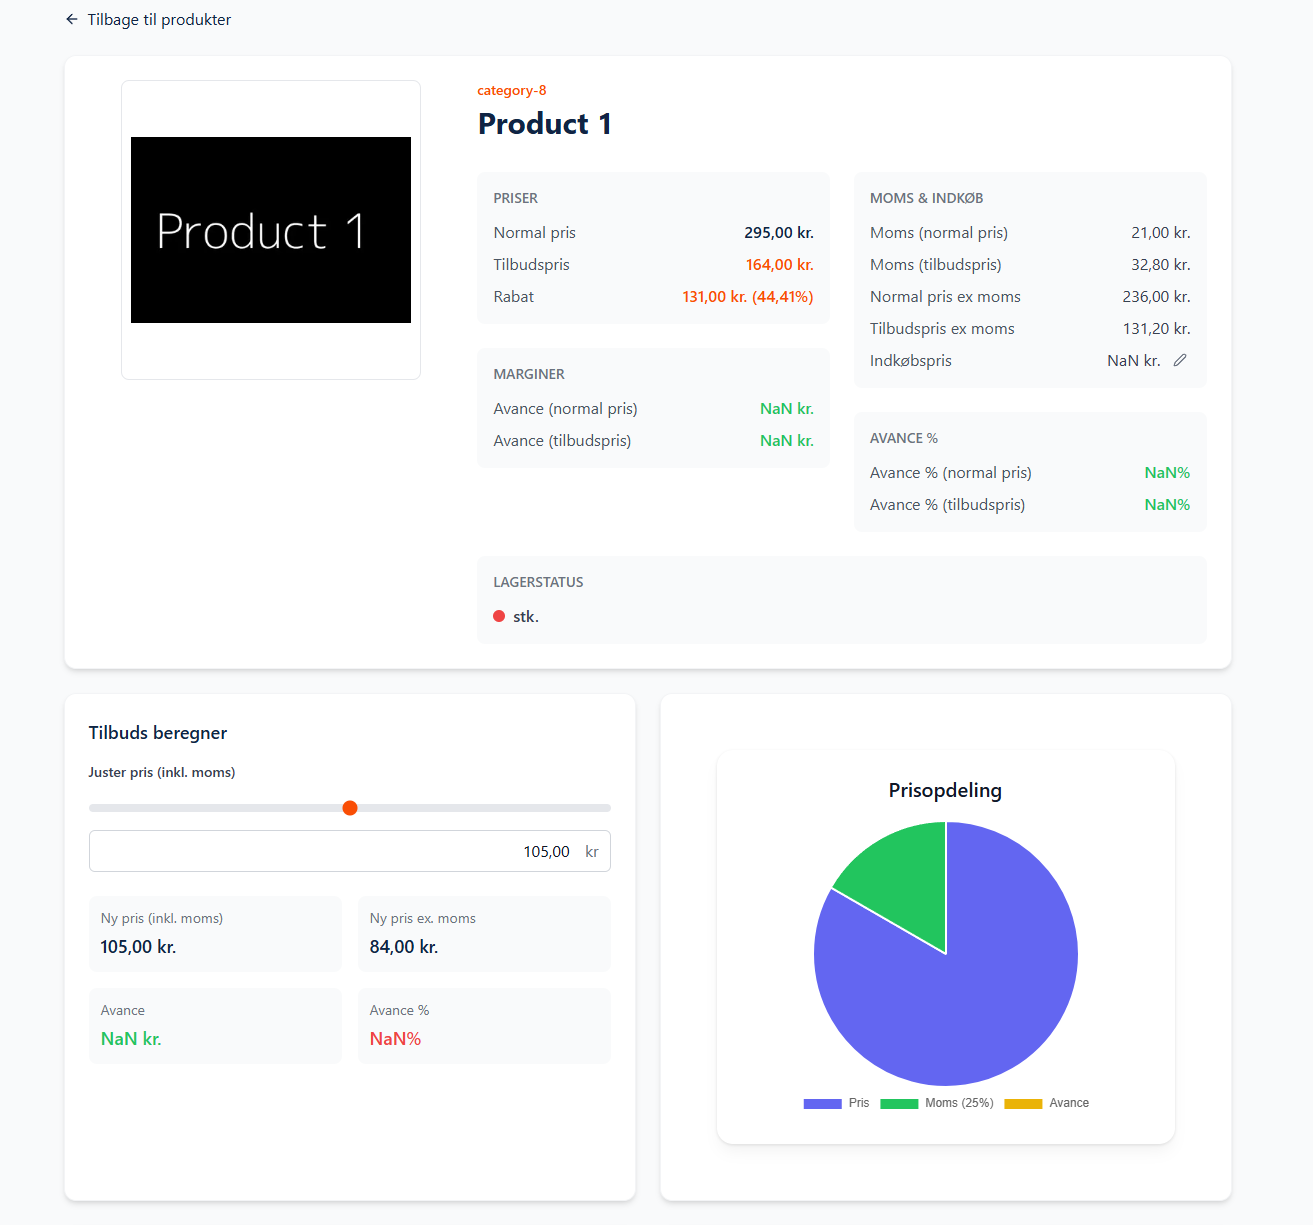 ← Tilbage til produkter
Product 1
category-8
Product 1
PRISER
Normal pris 295,00 kr.
Tilbudspris 164,00 kr.
Rabat 131,00 kr. (44,41%)
MARGINER
Avance (normal pris) NaN kr.
Avance (tilbudspris) NaN kr.
MOMS & INDKØB
Moms (normal pris) 21,00 kr.
Moms (tilbudspris) 32,80 kr.
Normal pris ex moms 236,00 kr.
Tilbudspris ex moms 131,20 kr.
Indkøbspris NaN kr.
AVANCE %
Avance % (normal pris) NaN%
Avance % (tilbudspris) NaN%
LAGERSTATUS
stk.
Tilbuds beregner
Juster pris (inkl. moms)
105,00 kr
Ny pris (inkl. moms)
105,00 kr.
Ny pris ex. moms
84,00 kr.
Avance
NaN kr.
Avance %
NaN%
Prisopdeling
Pris Moms (25%) Avance